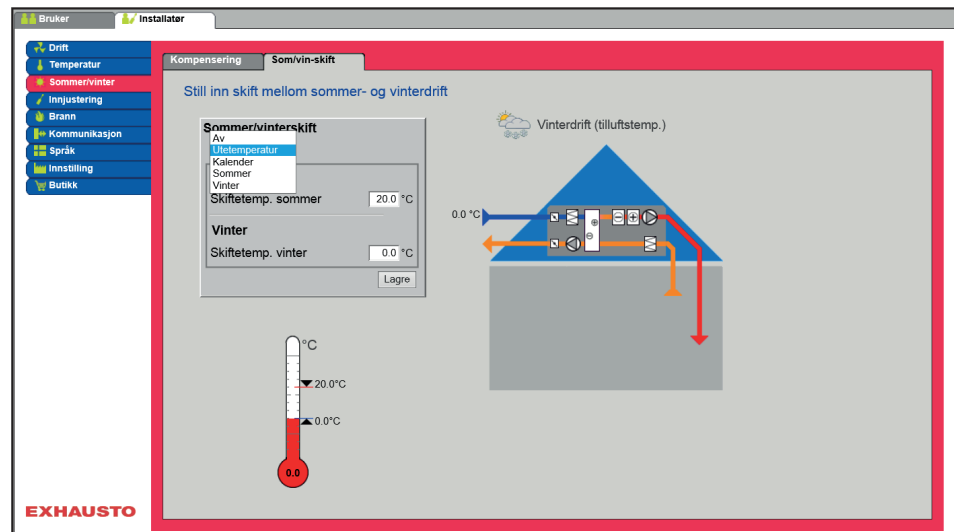 Bruker
Installatør
Drift
Temperatur
Sommer/vinter
Innjustering
Brann
Kommunikasjon
Språk
Innstilling
Butikk
EXHAUSTO
Kompensering
Som/vin-skift
Still inn skift mellom sommer- og vinterdrift
Sommer/vinterskift
Av
Utetemperatur
Kalender
Sommer
Vinter
Skiftetemp. sommer 20.0 °C
Vinter
Skiftetemp. vinter 0.0 °C
Lagre
Vinterdrift (tilluftstemp.)
0.0 °C
°C
20.0°C
0.0°C
0.0